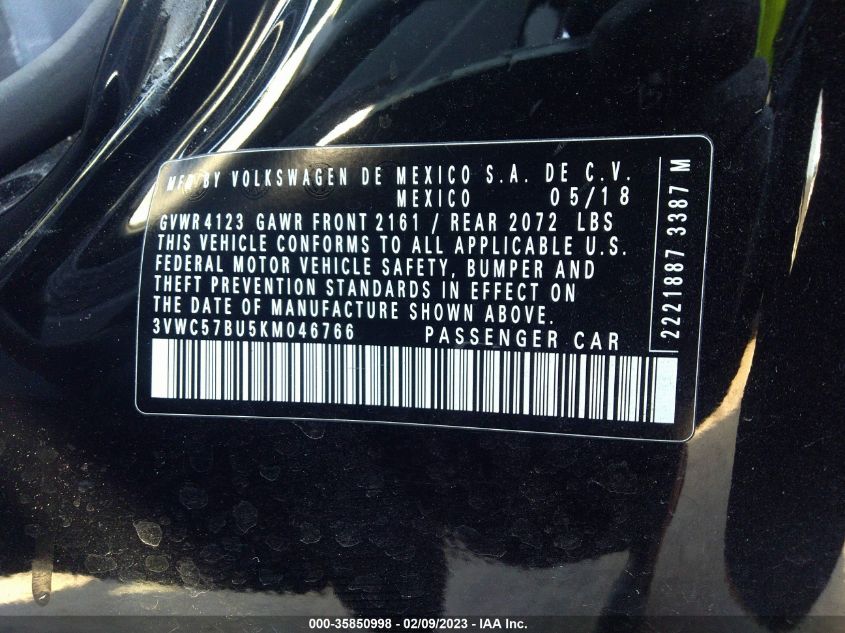 MFD BY VOLKSWAGEN DE MEXICO S.A. DE C.V.
MEXICO 05/18
GVWR 4123 GAWR FRONT 2161 / REAR 2072 LBS
THIS VEHICLE CONFORMS TO ALL APPLICABLE U.S.
FEDERAL MOTOR VEHICLE SAFETY, BUMPER AND
THEFT PREVENTION STANDARDS IN EFFECT ON
THE DATE OF MANUFACTURE SHOWN ABOVE.
3VWC57BU5KM046766 PASSENGER CAR
2221887 3387 M
000-35850998 - 02/09/2023 - IAA Inc.